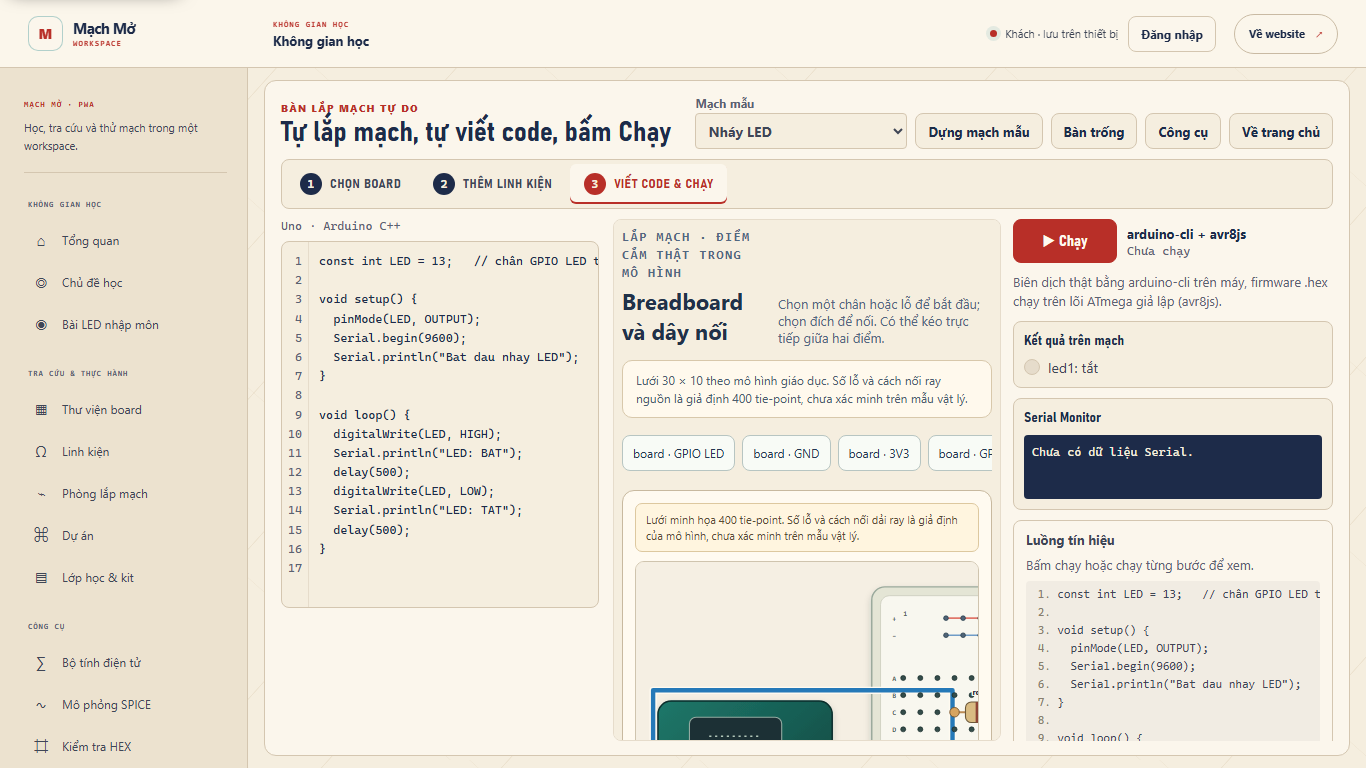 M
Mạch Mở
WORKSPACE
KHÔNG GIAN HỌC
Không gian học
Khách · lưu trên thiết bị
Đăng nhập
Về website ↗
MẠCH MỞ · PWA
Học, tra cứu và thử mạch trong một
workspace.
KHÔNG GIAN HỌC
Tổng quan
Chủ đề học
Bài LED nhập môn
TRA CỨU & THỰC HÀNH
Thư viện board
Linh kiện
Phòng lắp mạch
Dự án
Lớp học & kit
CÔNG CỤ
Bộ tính điện tử
Mô phỏng SPICE
Kiểm tra HEX
BÀN LẮP MẠCH TỰ DO
Tự lắp mạch, tự viết code, bấm Chạy
Mạch mẫu
Nháy LED
Dựng mạch mẫu
Bàn trống
Công cụ
Về trang chủ
1 CHỌN BOARD
2 THÊM LINH KIỆN
3 VIẾT CODE & CHẠY
Uno · Arduino C++
1 const int LED = 13; // chân GPIO LED t
2
3 void setup() {
4 pinMode(LED, OUTPUT);
5 Serial.begin(9600);
6 Serial.println("Bat dau nhay LED");
7 }
8
9 void loop() {
10 digitalWrite(LED, HIGH);
11 Serial.println("LED: BAT");
12 delay(500);
13 digitalWrite(LED, LOW);
14 Serial.println("LED: TAT");
15 delay(500);
16 }
17
LẮP MẠCH · ĐIỂM
CẮM THẬT TRONG
MÔ HÌNH
Breadboard
và dây nối
Chọn một chân hoặc lỗ để bắt đầu;
chọn đích để nối. Có thể kéo trực
tiếp giữa hai điểm.
Lưới 30 × 10 theo mô hình giáo dục. Số lỗ và cách nối ray
nguồn là giả định 400 tie-point, chưa xác minh trên mẫu vật lý.
board · GPIO LED
board · GND
board · 3V3
board · GP
Lưới minh họa 400 tie-point. Số lỗ và cách nối dải ray là giả định
của mô hình, chưa xác minh trên mẫu vật lý.
1
+
−
A
B
C
D
▶ Chạy
arduino-cli + avr8js
Chưa chạy
Biên dịch thật bằng arduino-cli trên máy, firmware .hex
chạy trên lõi ATmega giả lập (avr8js).
Kết quả trên mạch
led1: tắt
Serial Monitor
Chưa có dữ liệu Serial.
Luồng tín hiệu
Bấm chạy hoặc chạy từng bước để xem.
1. const int LED = 13; // chân GPIO LED t
2.
3. void setup() {
4. pinMode(LED, OUTPUT);
5. Serial.begin(9600);
6. Serial.println("Bat dau nhay LED");
7. }
8.
9. void loop() {